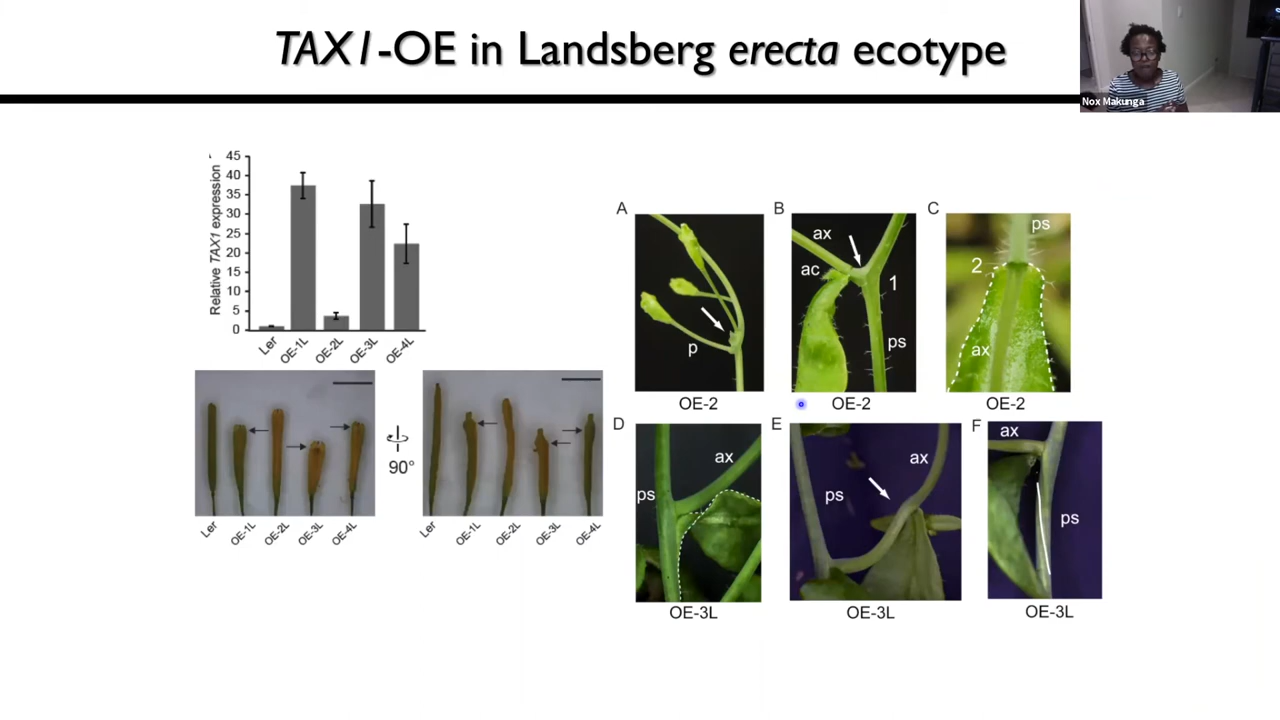 TAX1-OE in Landsberg erecta ecotype
Nox Makunga
Relative TAX1 expression
45
40
35
30
25
20
15
10
5
0
Ler
OE-1L
OE-2L
OE-3L
OE-4L
90°
Ler
OE-1L
OE-2L
OE-3L
OE-4L
Ler
OE-1L
OE-2L
OE-3L
OE-4L
A
p
OE-2
B
ax
ac
1
ps
OE-2
C
ps
2
ax
OE-2
D
ax
ps
OE-3L
E
ax
ps
OE-3L
F
ax
ps
OE-3L